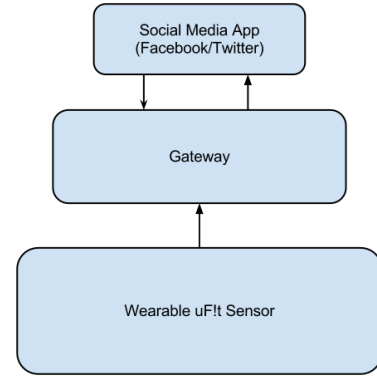 Social Media App
(Facebook/Twitter)
Gateway
Wearable uF!t Sensor